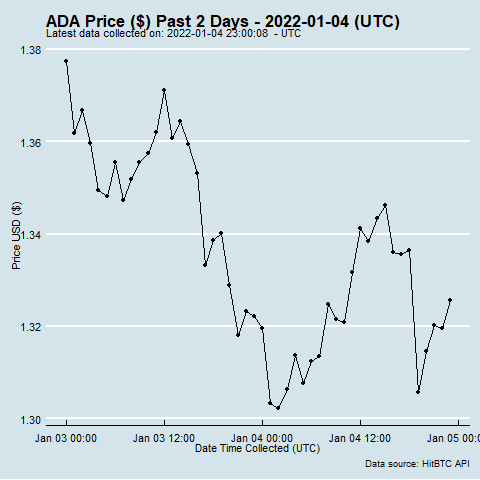 ADA Price ($) Past 2 Days - 2022-01-04 (UTC)
Latest data collected on: 2022-01-04 23:00:08  - UTC
1.38
1.36
1.34
1.32
1.30
Price USD ($)
Jan 03 00:00 Jan 03 12:00 Jan 04 00:00 Jan 04 12:00 Jan 05 00:0
Date Time Collected (UTC)
Data source: HitBTC API